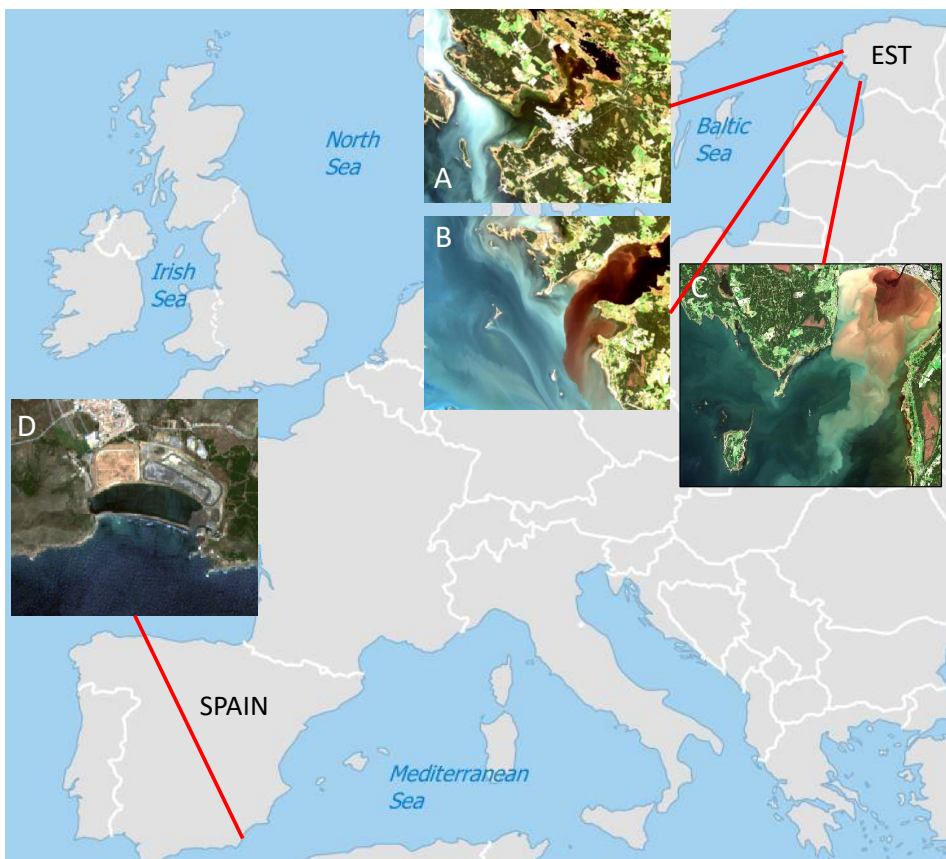 A
EST
North
Sea
Baltic
Sea
B
Irish
Sea
C
D
SPAIN
Mediterranean
Sea